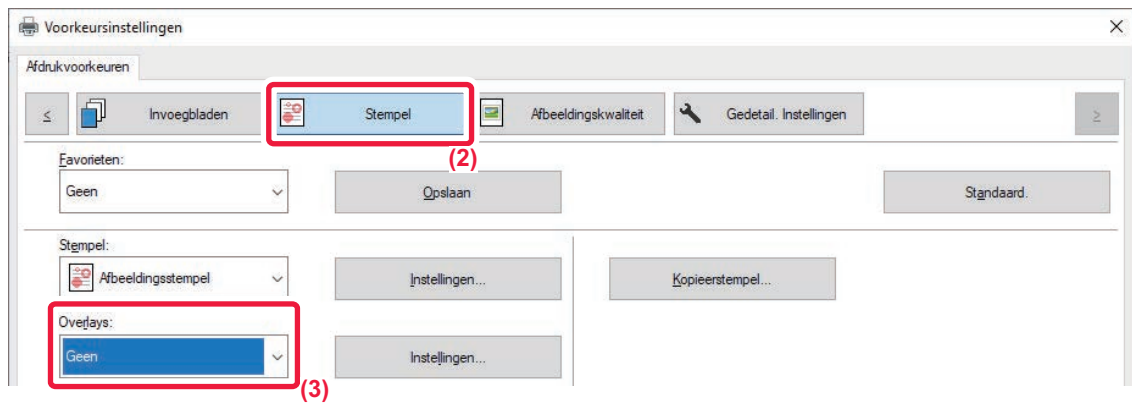 Voorkeursinstellingen
Afdrukvoorkeuren
<
Invoegbladen
Stempel
Afbeeldingskwaliteit
Gedetail. Instellingen
>
(2)
Favorieten:
Geen
Opslaan
Standaard.
Stempel:
Afbeeldingsstempel
Instellingen...
Kopieerstempel...
Overlays:
Geen
Instellingen...
(3)